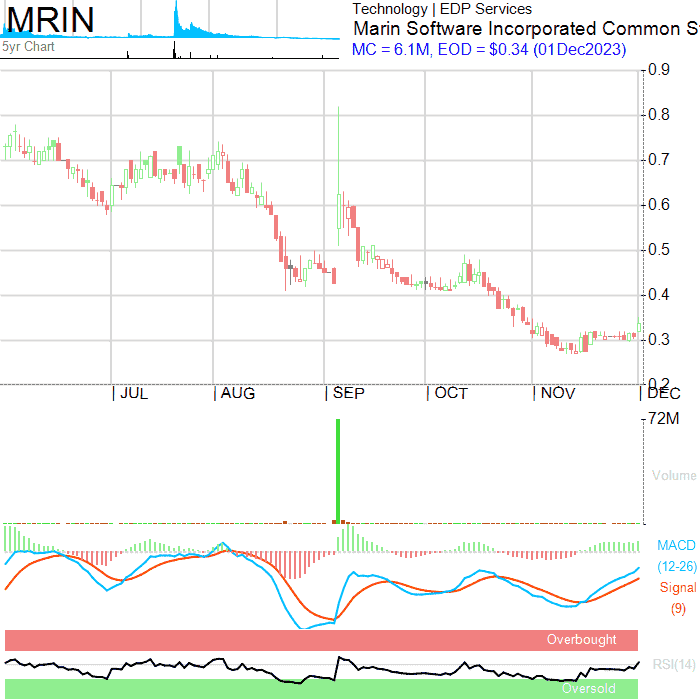 MRIN
5yr Chart
Technology | EDP Services
Marin Software Incorporated Common S
MC = 6.1M, EOD = $0.34 (01Dec2023)
0.9
0.8
0.7
0.6
0.5
0.4
0.3
0.2
| JUL | AUG | SEP | OCT | NOV | DEC
72M
Volume
MACD
(12-26)
Signal
(9)
Overbought
RSI(14)
Oversold